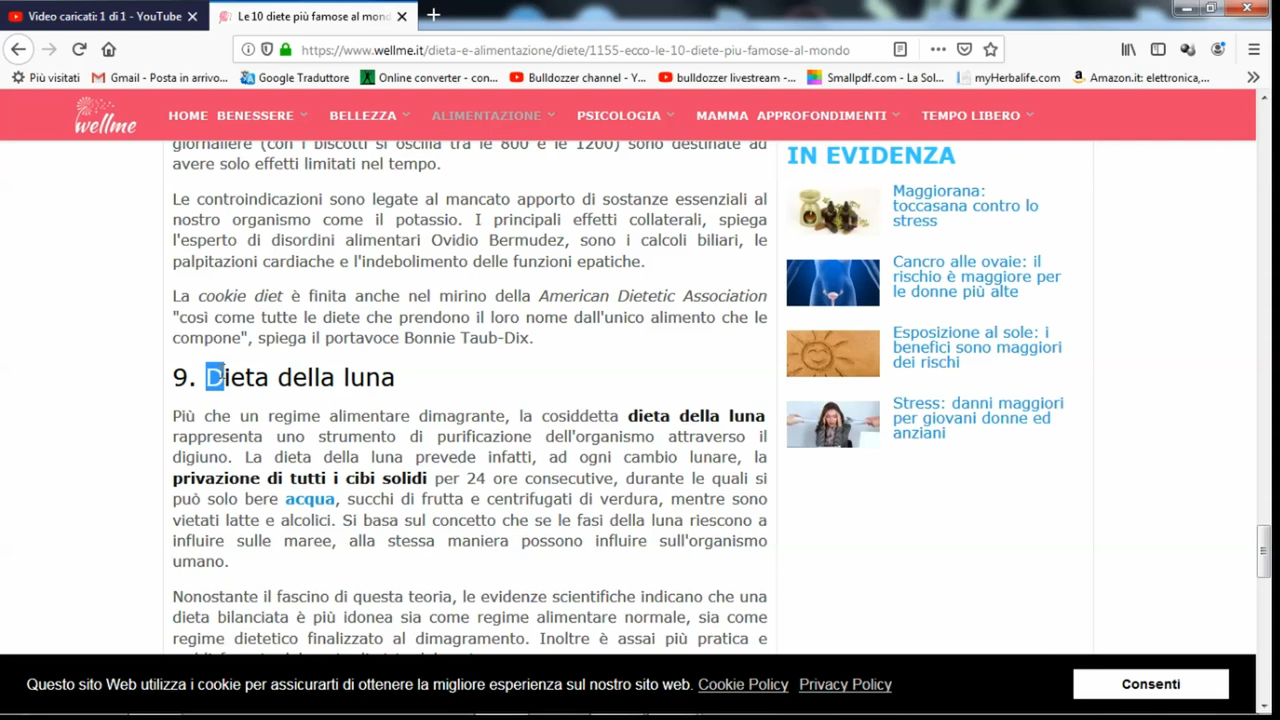 Video caricati: 1 di 1 - YouTube
Le 10 diete più famose al mond
https://www.wellme.it/dieta-e-alimentazione/diete/1155-ecco-le-10-diete-piu-famose-al-mondo
Più visitati
Gmail - Posta in arrivo...
Google Traduttore
Online converter - con...
Bulldozzer channel - Y...
bulldozzer livestream -...
Smallpdf.com - La Sol...
myHerbalife.com
Amazon.it: elettronica,...
wellme
HOME BENESSERE BELLEZZA ALIMENTAZIONE PSICOLOGIA MAMMA APPROFONDIMENTI TEMPO LIBERO
giornaliere (con i biscotti si oscilla tra le 800 e le 1200) sono destinate ad
avere solo effetti limitati nel tempo.
Le controindicazioni sono legate al mancato apporto di sostanze essenziali al
nostro organismo come il potassio. I principali effetti collaterali, spiega
l'esperto di disordini alimentari Ovidio Bermudez, sono i calcoli biliari, le
palpitazioni cardiache e l'indebolimento delle funzioni epatiche.
La cookie diet è finita anche nel mirino della American Dietetic Association
"così come tutte le diete che prendono il loro nome dall'unico alimento che le
compone", spiega il portavoce Bonnie Taub-Dix.
9. Dieta della luna
Più che un regime alimentare dimagrante, la cosiddetta dieta della luna
rappresenta uno strumento di purificazione dell'organismo attraverso il
digiuno. La dieta della luna prevede infatti, ad ogni cambio lunare, la
privazione di tutti i cibi solidi per 24 ore consecutive, durante le quali si
può solo bere acqua, succhi di frutta e centrifugati di verdura, mentre sono
vietati latte e alcolici. Si basa sul concetto che se le fasi della luna riescono a
influire sulle maree, alla stessa maniera possono influire sull'organismo
umano.
Nonostante il fascino di questa teoria, le evidenze scientifiche indicano che una
dieta bilanciata è più idonea sia come regime alimentare normale, sia come
regime dietetico finalizzato al dimagramento. Inoltre è assai più pratica e
IN EVIDENZA
Maggiorana:
toccasana contro lo
stress
Cancro alle ovaie: il
rischio è maggiore per
le donne più alte
Esposizione al sole: i
benefici sono maggiori
dei rischi
Stress: danni maggiori
per giovani donne ed
anziani
Questo sito Web utilizza i cookie per assicurarti di ottenere la migliore esperienza sul nostro sito web. Cookie Policy Privacy Policy
Consenti